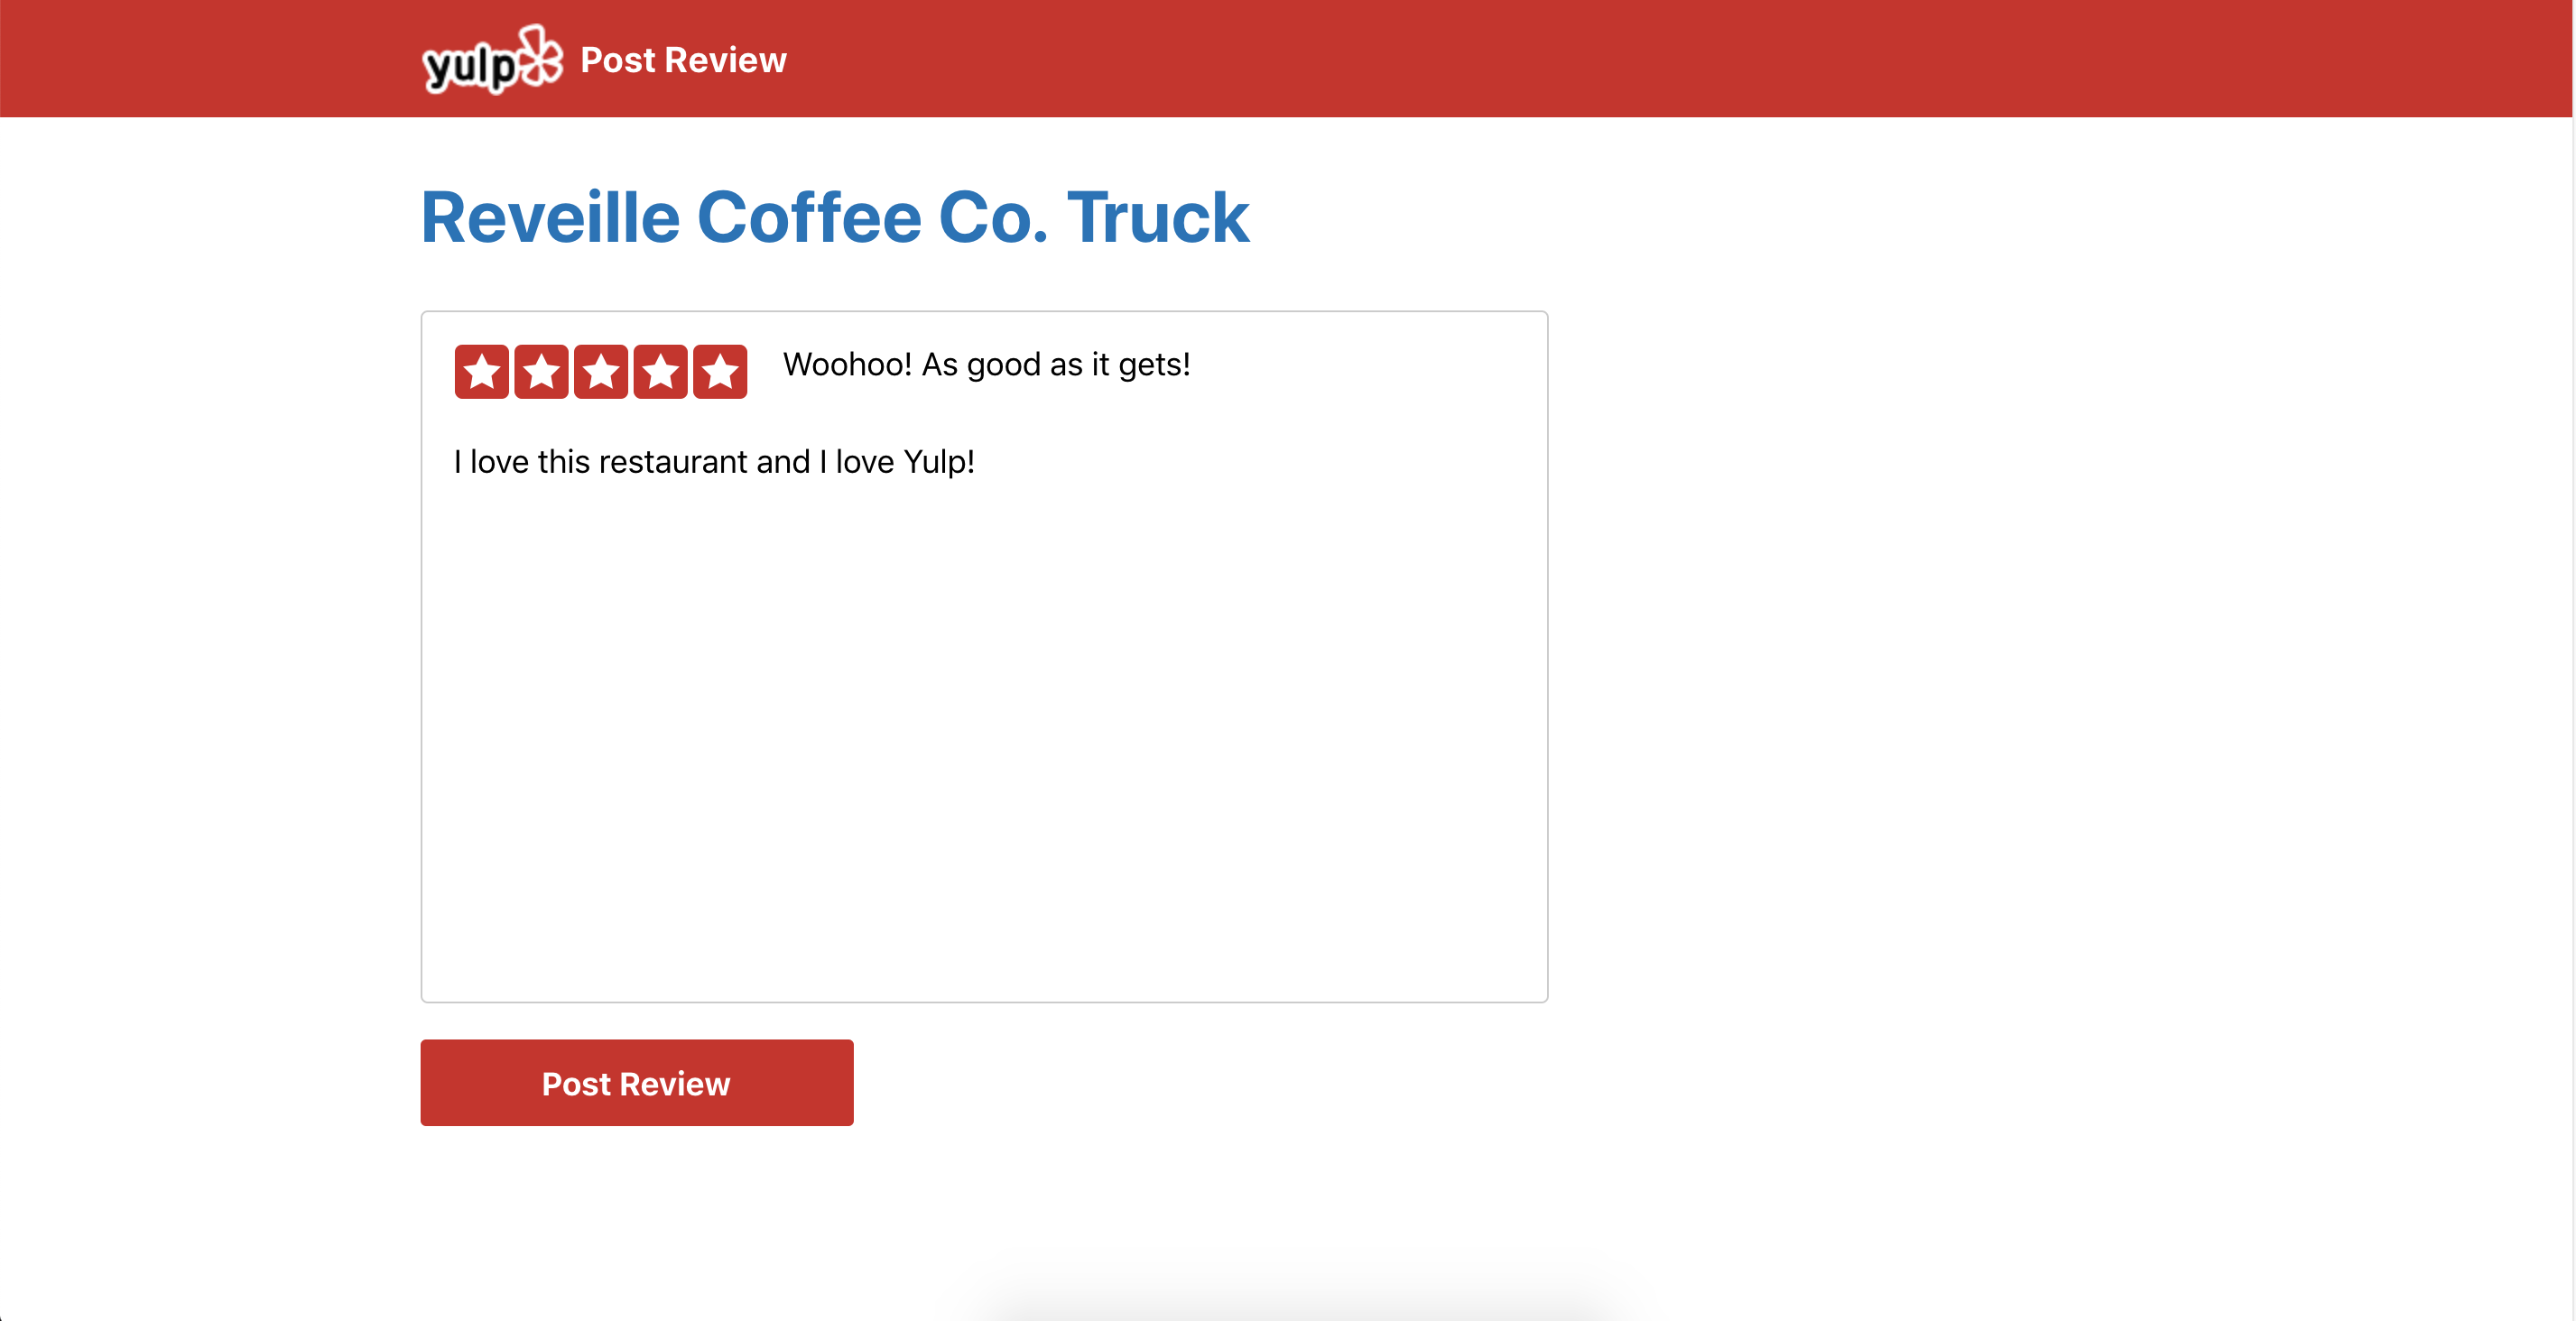 yulp Post Review
Reveille Coffee Co. Truck
Woohoo! As good as it gets!
I love this restaurant and I love Yulp!
Post Review